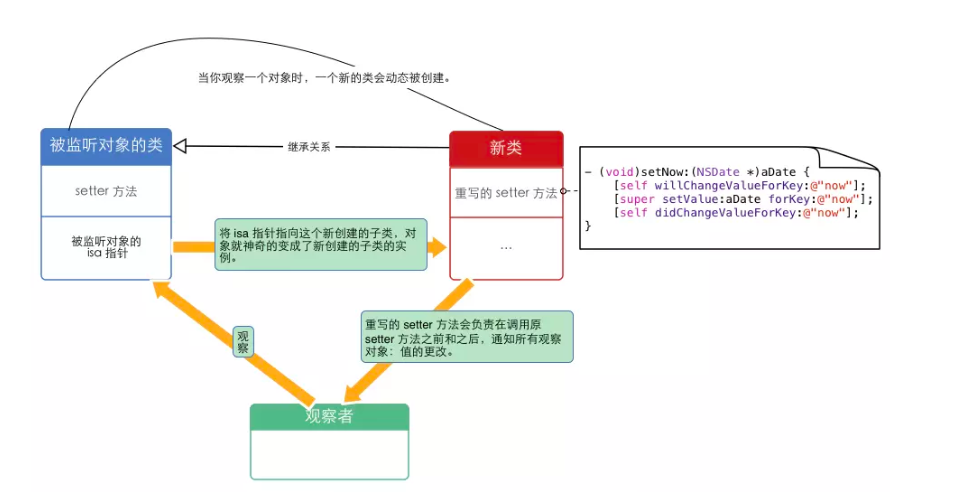 当你观察一个对象时，一个新的类会动态被创建。
被监听对象的类
继承关系
新类
setter 方法
重写的 setter 方法
- (void)setNow:(NSDate *)aDate {
[self willChangeValueForKey:@"now"];
[super setValue:aDate forKey:@"now"];
[self didChangeValueForKey:@"now"];
}
被监听对象的
isa 指针
将 isa 指针指向这个新创建的子类，对
象就神奇的变成了新创建的子类的实
例。
...
重写的 setter 方法会负责在调用原
setter 方法之前和之后，通知所有观察
对象：值的更改。
观
察
观察者